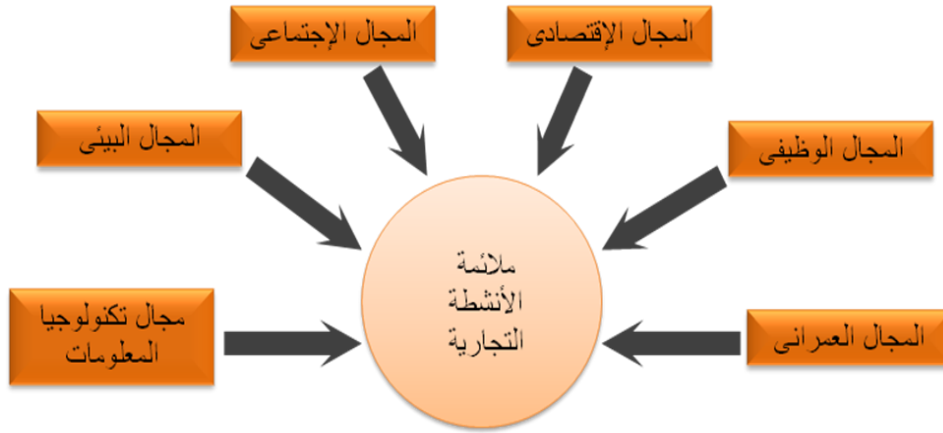 المجال الإقتصادى
المجال الإجتماعى
المجال الوظيفى
المجال البيئى
ملائمة
الأنشطة
التجارية
المجال العمرانى
مجال تكنولوجيا
المعلومات